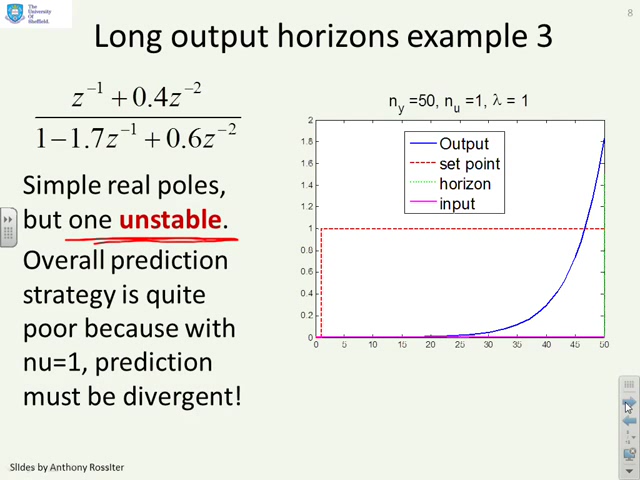 The
University
Of
Sheffield.
8
Long output horizons example 3
z⁻¹ + 0.4z⁻²
1 − 1.7z⁻¹ + 0.6z⁻²
Simple real poles,
but one unstable.
Overall prediction
strategy is quite
poor because with
nu=1, prediction
must be divergent!
n_y =50, n_u =1, λ = 1
2
1.8
1.6
1.4
1.2
1
0.8
0.6
0.4
0.2
0
Output
set point
horizon
input
0 5 10 15 20 25 30 35 40 45 50
Slides by Anthony Rossiter